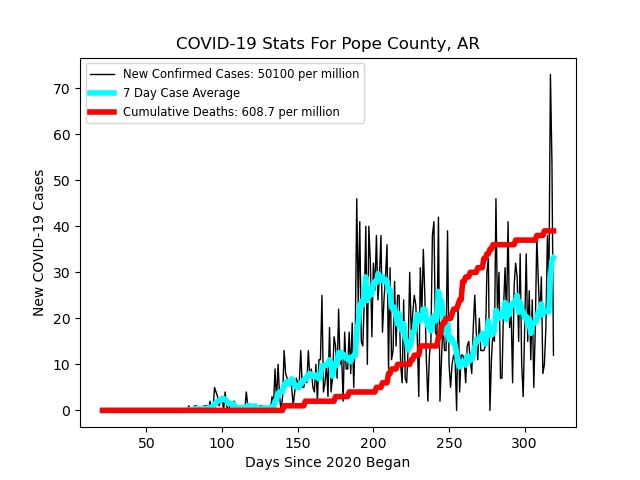 COVID-19 Stats For Pope County, AR
New Confirmed Cases: 50100 per million
7 Day Case Average
Cumulative Deaths: 608.7 per million
New COVID-19 Cases
70
60
50
40
30
20
10
0
50 100 150 200 250 300
Days Since 2020 Began